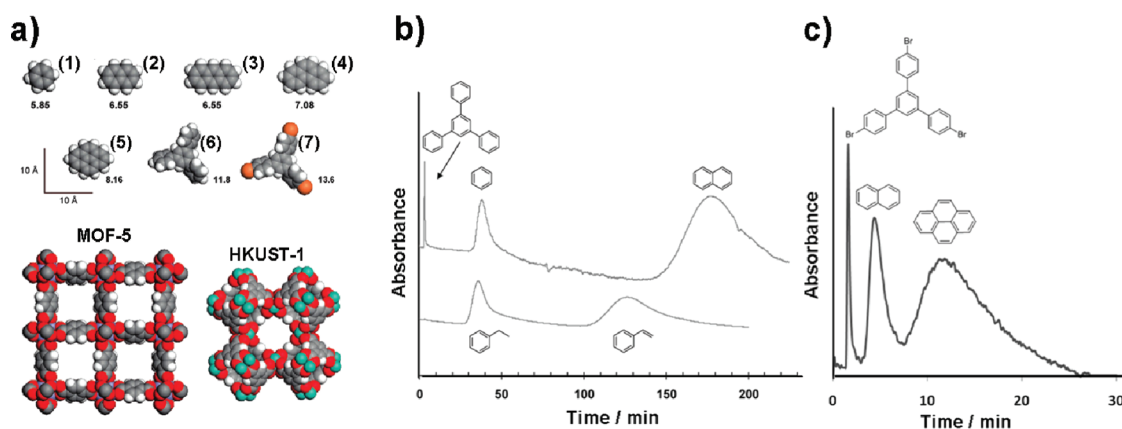 a)
(1) (2) (3) (4)
5.85 6.55 6.55 7.08
(5) (6) (7)
8.16 11.8 13.6
10 Å
10 Å
MOF-5
HKUST-1
b)
Absorbance
0 50 100 150 200
Time / min
c)
Br
Br
Br
Absorbance
0 10 20 30
Time / min